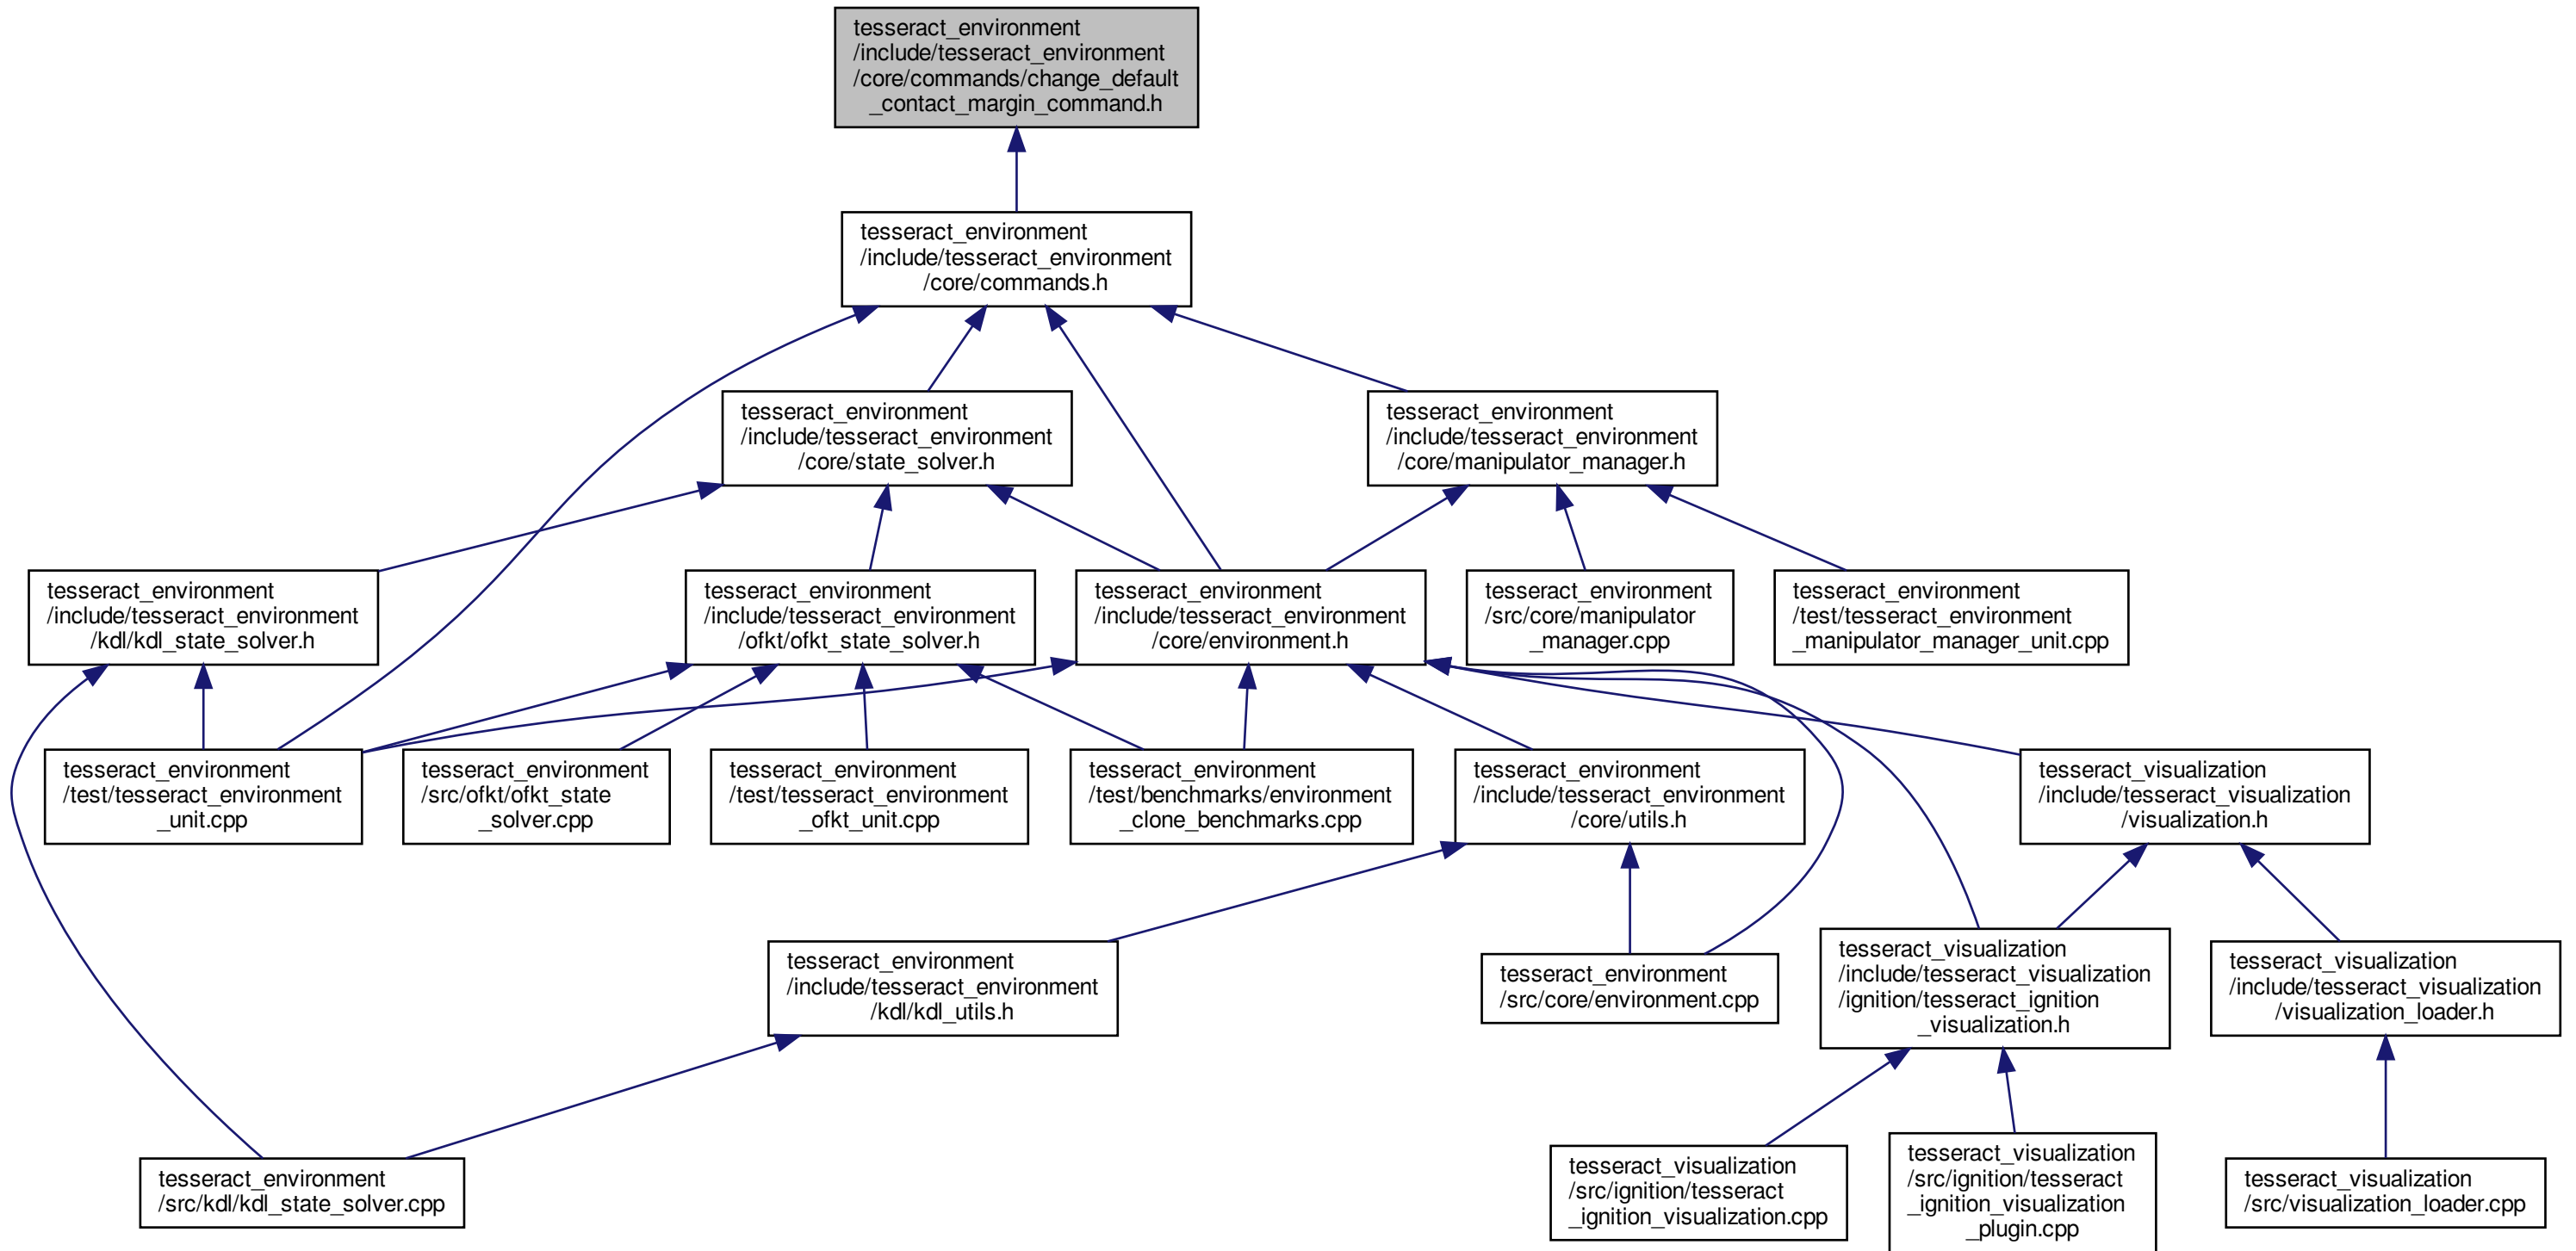 tesseract_environment
/include/tesseract_environment
/core/commands/change_default
_contact_margin_command.h
tesseract_environment
/include/tesseract_environment
/core/commands.h
tesseract_environment
/include/tesseract_environment
/core/state_solver.h
tesseract_environment
/include/tesseract_environment
/core/manipulator_manager.h
tesseract_environment
/include/tesseract_environment
/kdl/kdl_state_solver.h
tesseract_environment
/include/tesseract_environment
/ofkt/ofkt_state_solver.h
tesseract_environment
/include/tesseract_environment
/core/environment.h
tesseract_environment
/src/core/manipulator
_manager.cpp
tesseract_environment
/test/tesseract_environment
_manipulator_manager_unit.cpp
tesseract_environment
/test/tesseract_environment
_unit.cpp
tesseract_environment
/src/ofkt/ofkt_state
_solver.cpp
tesseract_environment
/test/tesseract_environment
_ofkt_unit.cpp
tesseract_environment
/test/benchmarks/environment
_clone_benchmarks.cpp
tesseract_environment
/include/tesseract_environment
/core/utils.h
tesseract_visualization
/include/tesseract_visualization
/visualization.h
tesseract_environment
/include/tesseract_environment
/kdl/kdl_utils.h
tesseract_environment
/src/core/environment.cpp
tesseract_visualization
/include/tesseract_visualization
/ignition/tesseract_ignition
_visualization.h
tesseract_visualization
/include/tesseract_visualization
/visualization_loader.h
tesseract_environment
/src/kdl/kdl_state_solver.cpp
tesseract_visualization
/src/ignition/tesseract
_ignition_visualization.cpp
tesseract_visualization
/src/ignition/tesseract
_ignition_visualization
_plugin.cpp
tesseract_visualization
/src/visualization_loader.cpp